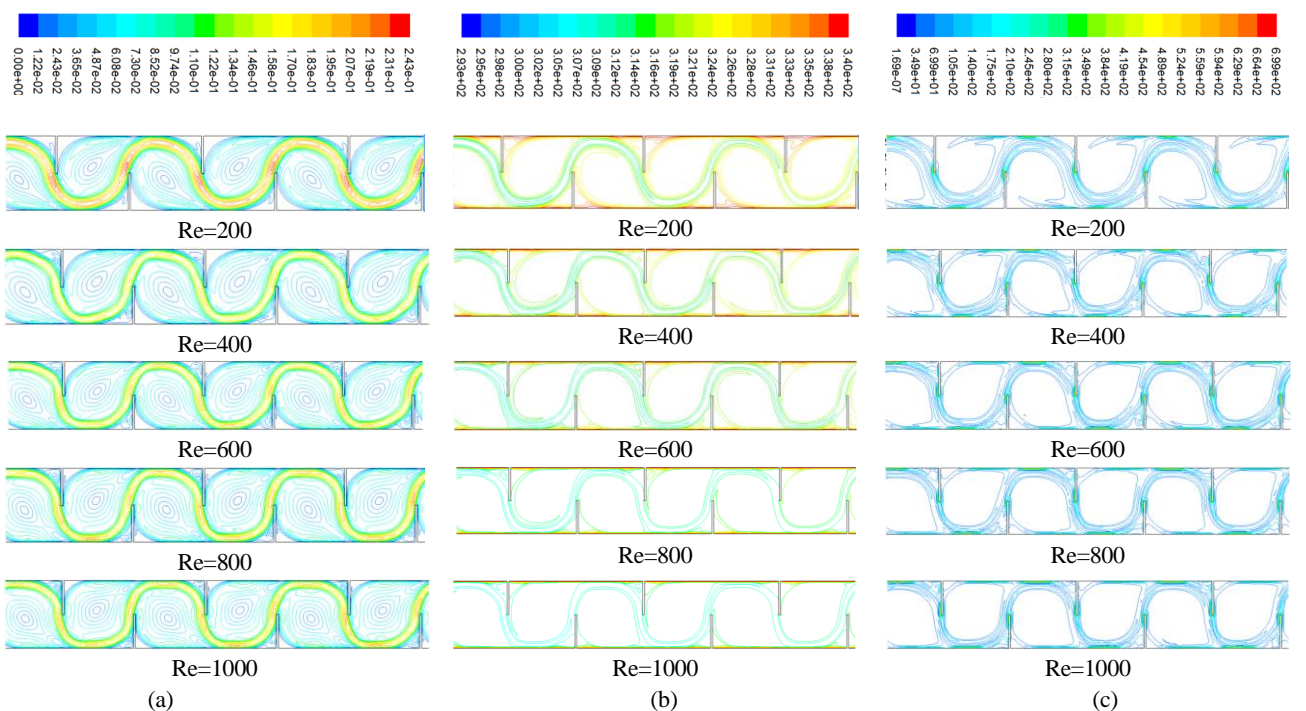 0.00e+00
1.22e-02
2.43e-02
3.65e-02
4.87e-02
6.08e-02
7.30e-02
8.52e-02
9.74e-02
1.10e-01
1.22e-01
1.34e-01
1.46e-01
1.58e-01
1.70e-01
1.83e-01
1.95e-01
2.07e-01
2.19e-01
2.31e-01
2.43e-01
Re=200
Re=400
Re=600
Re=800
Re=1000
(a)
2.93e+02
2.95e+02
2.98e+02
3.00e+02
3.02e+02
3.05e+02
3.07e+02
3.09e+02
3.12e+02
3.14e+02
3.16e+02
3.19e+02
3.21e+02
3.24e+02
3.26e+02
3.28e+02
3.31e+02
3.33e+02
3.35e+02
3.38e+02
3.40e+02
Re=200
Re=400
Re=600
Re=800
Re=1000
(b)
1.69e-07
3.49e+01
6.99e+01
1.05e+02
1.40e+02
1.75e+02
2.10e+02
2.45e+02
2.80e+02
3.15e+02
3.49e+02
3.84e+02
4.19e+02
4.54e+02
4.89e+02
5.24e+02
5.59e+02
5.94e+02
6.29e+02
6.64e+02
6.99e+02
Re=200
Re=400
Re=600
Re=800
Re=1000
(c)